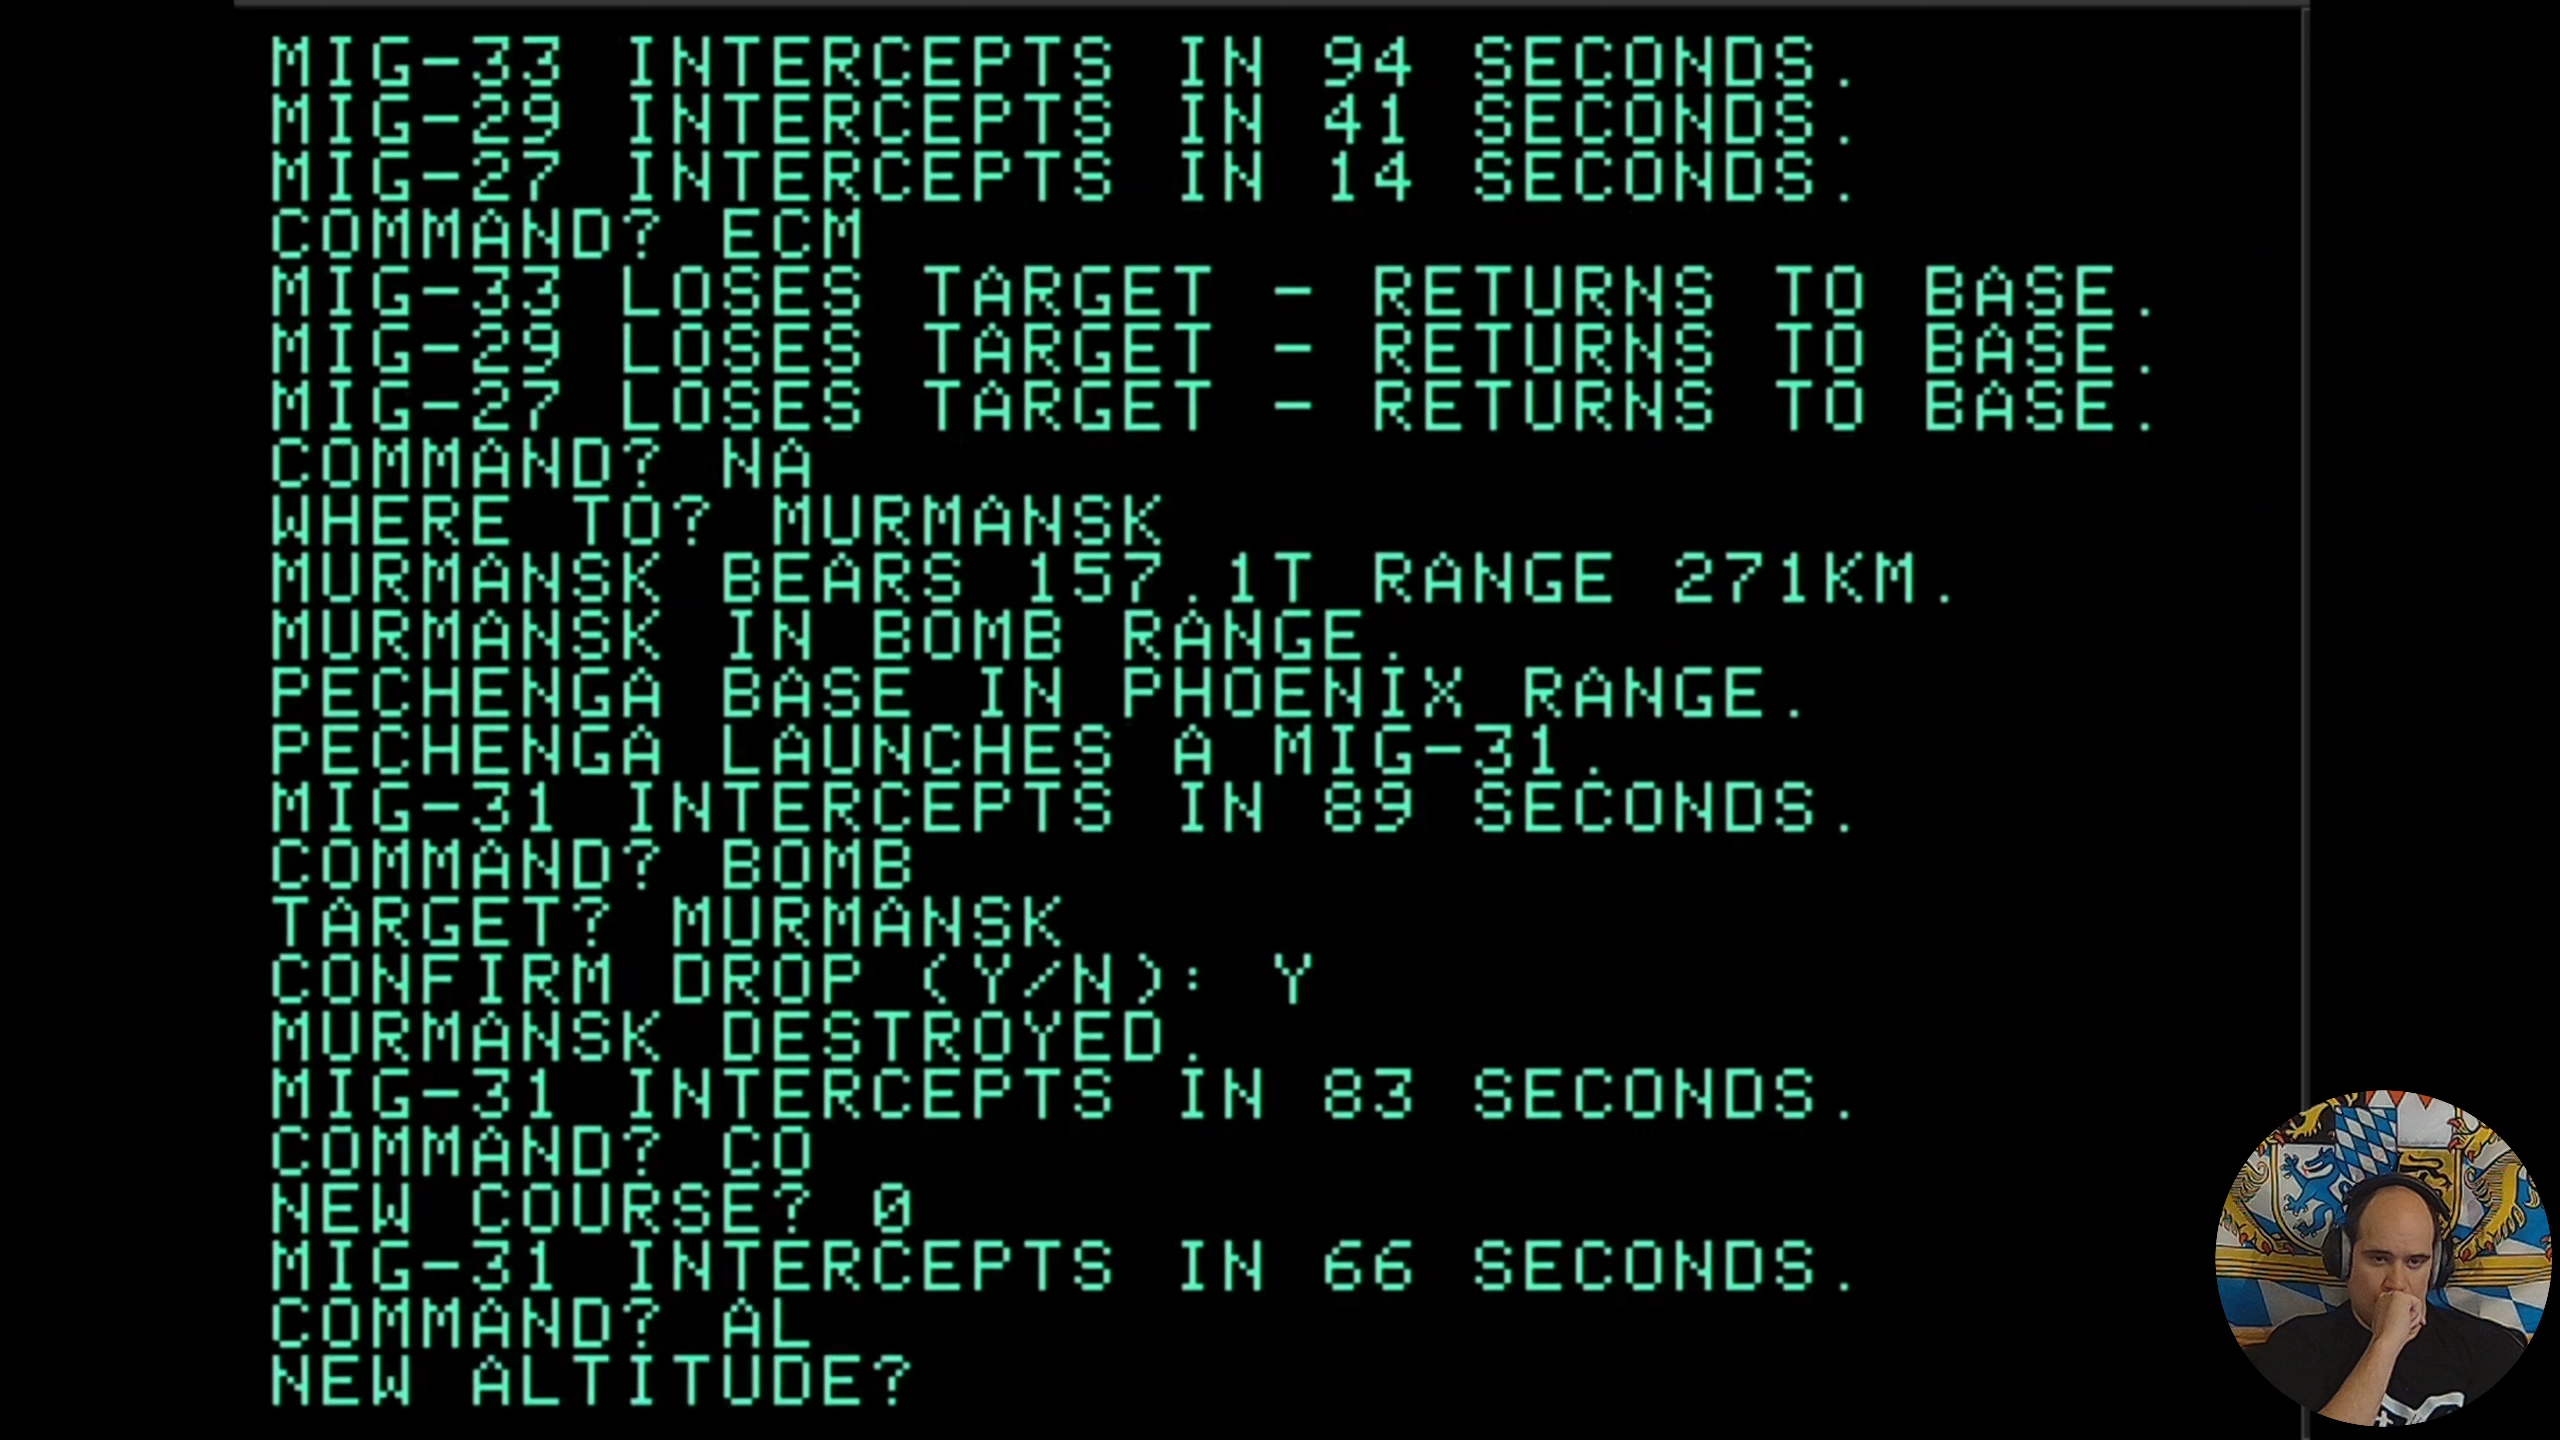 MIG-33 INTERCEPTS IN 94 SECONDS.
MIG-29 INTERCEPTS IN 41 SECONDS.
MIG-27 INTERCEPTS IN 14 SECONDS.
COMMAND? ECM
MIG-33 LOSES TARGET - RETURNS TO BASE.
MIG-29 LOSES TARGET - RETURNS TO BASE.
MIG-27 LOSES TARGET - RETURNS TO BASE.
COMMAND? NA
WHERE TO? MURMANSK
MURMANSK BEARS 157.1T RANGE 271KM.
MURMANSK IN BOMB RANGE.
PECHENGA BASE IN PHOENIX RANGE.
PECHENGA LAUNCHES A MIG-31.
MIG-31 INTERCEPTS IN 89 SECONDS.
COMMAND? BOMB
TARGET? MURMANSK
CONFIRM DROP (Y/N): Y
MURMANSK DESTROYED.
MIG-31 INTERCEPTS IN 83 SECONDS.
COMMAND? CO
NEW COURSE? 0
MIG-31 INTERCEPTS IN 66 SECONDS.
COMMAND? AL
NEW ALTITUDE?